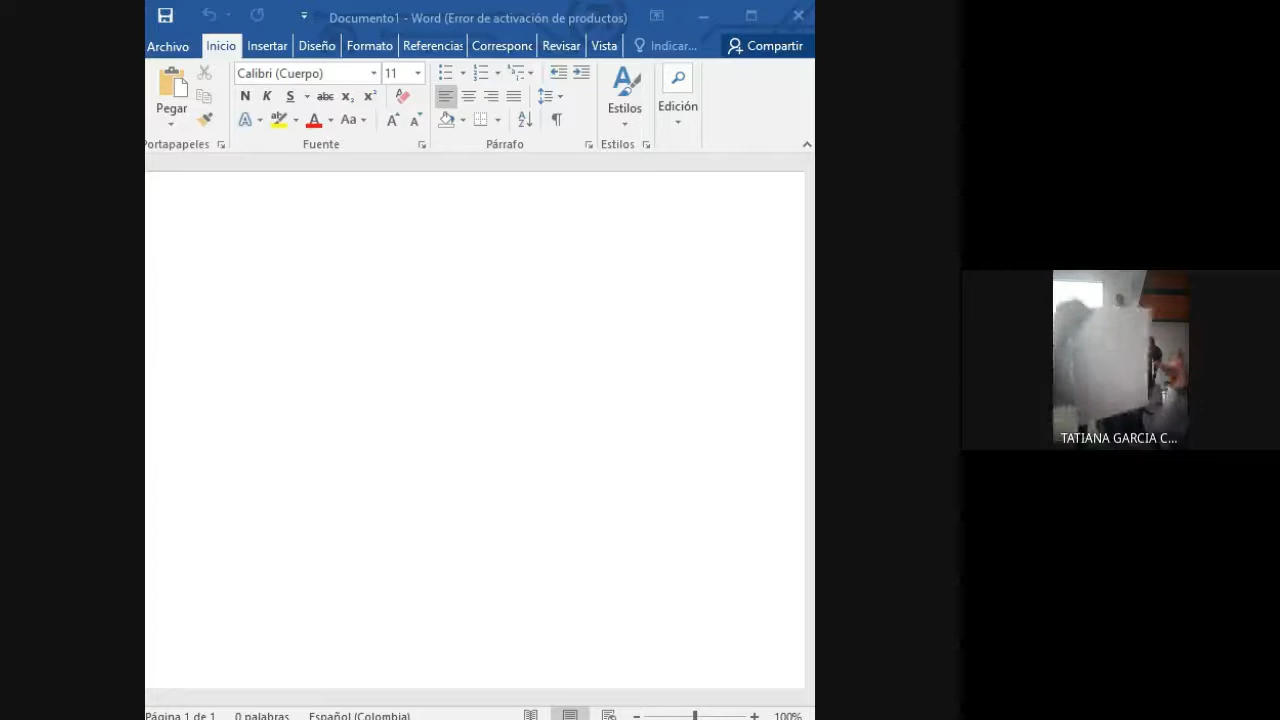 Documento1 - Word (Error de activación de productos)
Archivo Inicio Insertar Diseño Formato Referencias Corresponc Revisar Vista Indicar... Compartir
Calibri (Cuerpo) 11
Pegar N K S abc x₂ x² Estilos Edición
A aby A Aa A A
Portapapeles Fuente Párrafo Estilos
TATIANA GARCIA C...
Página 1 de 1 0 palabras Español (Colombia) 100%